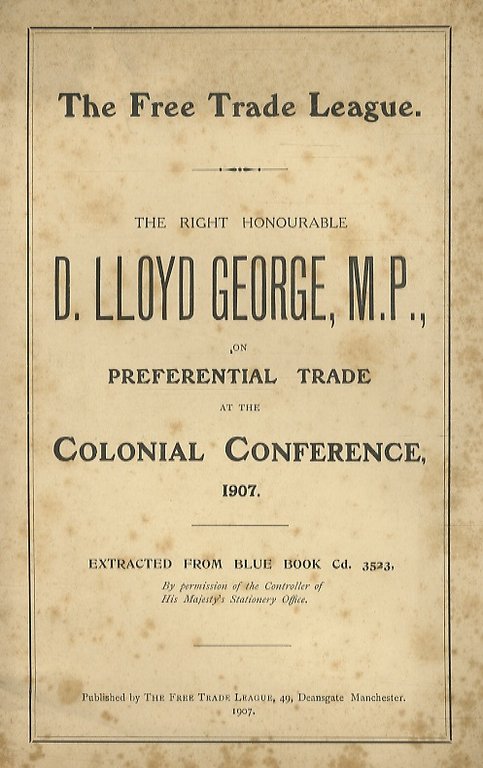 The Free Trade League.
THE RIGHT HONOURABLE
D. LLOYD GEORGE, M.P.,
ON
PREFERENTIAL TRADE
AT THE
COLONIAL CONFERENCE,
1907.
EXTRACTED FROM BLUE BOOK Cd. 3523,
By permission of the Controller of
His Majesty's Stationery Office.
Published by THE FREE TRADE LEAGUE, 49, Deansgate Manchester.
1907.